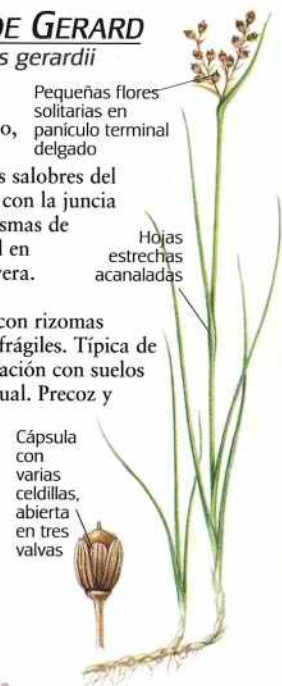 DE GERARD
s gerardii
Pequeñas flores
solitarias en
panículo terminal
delgado
o,
s salobres del
con la juncia
smas de
l en
vera.
Hojas
estrechas
acanaladas
con rizomas
frágiles. Típica de
ación con suelos
ual. Precoz y
Cápsula
con
varias
celdillas,
abierta
en tres
valvas